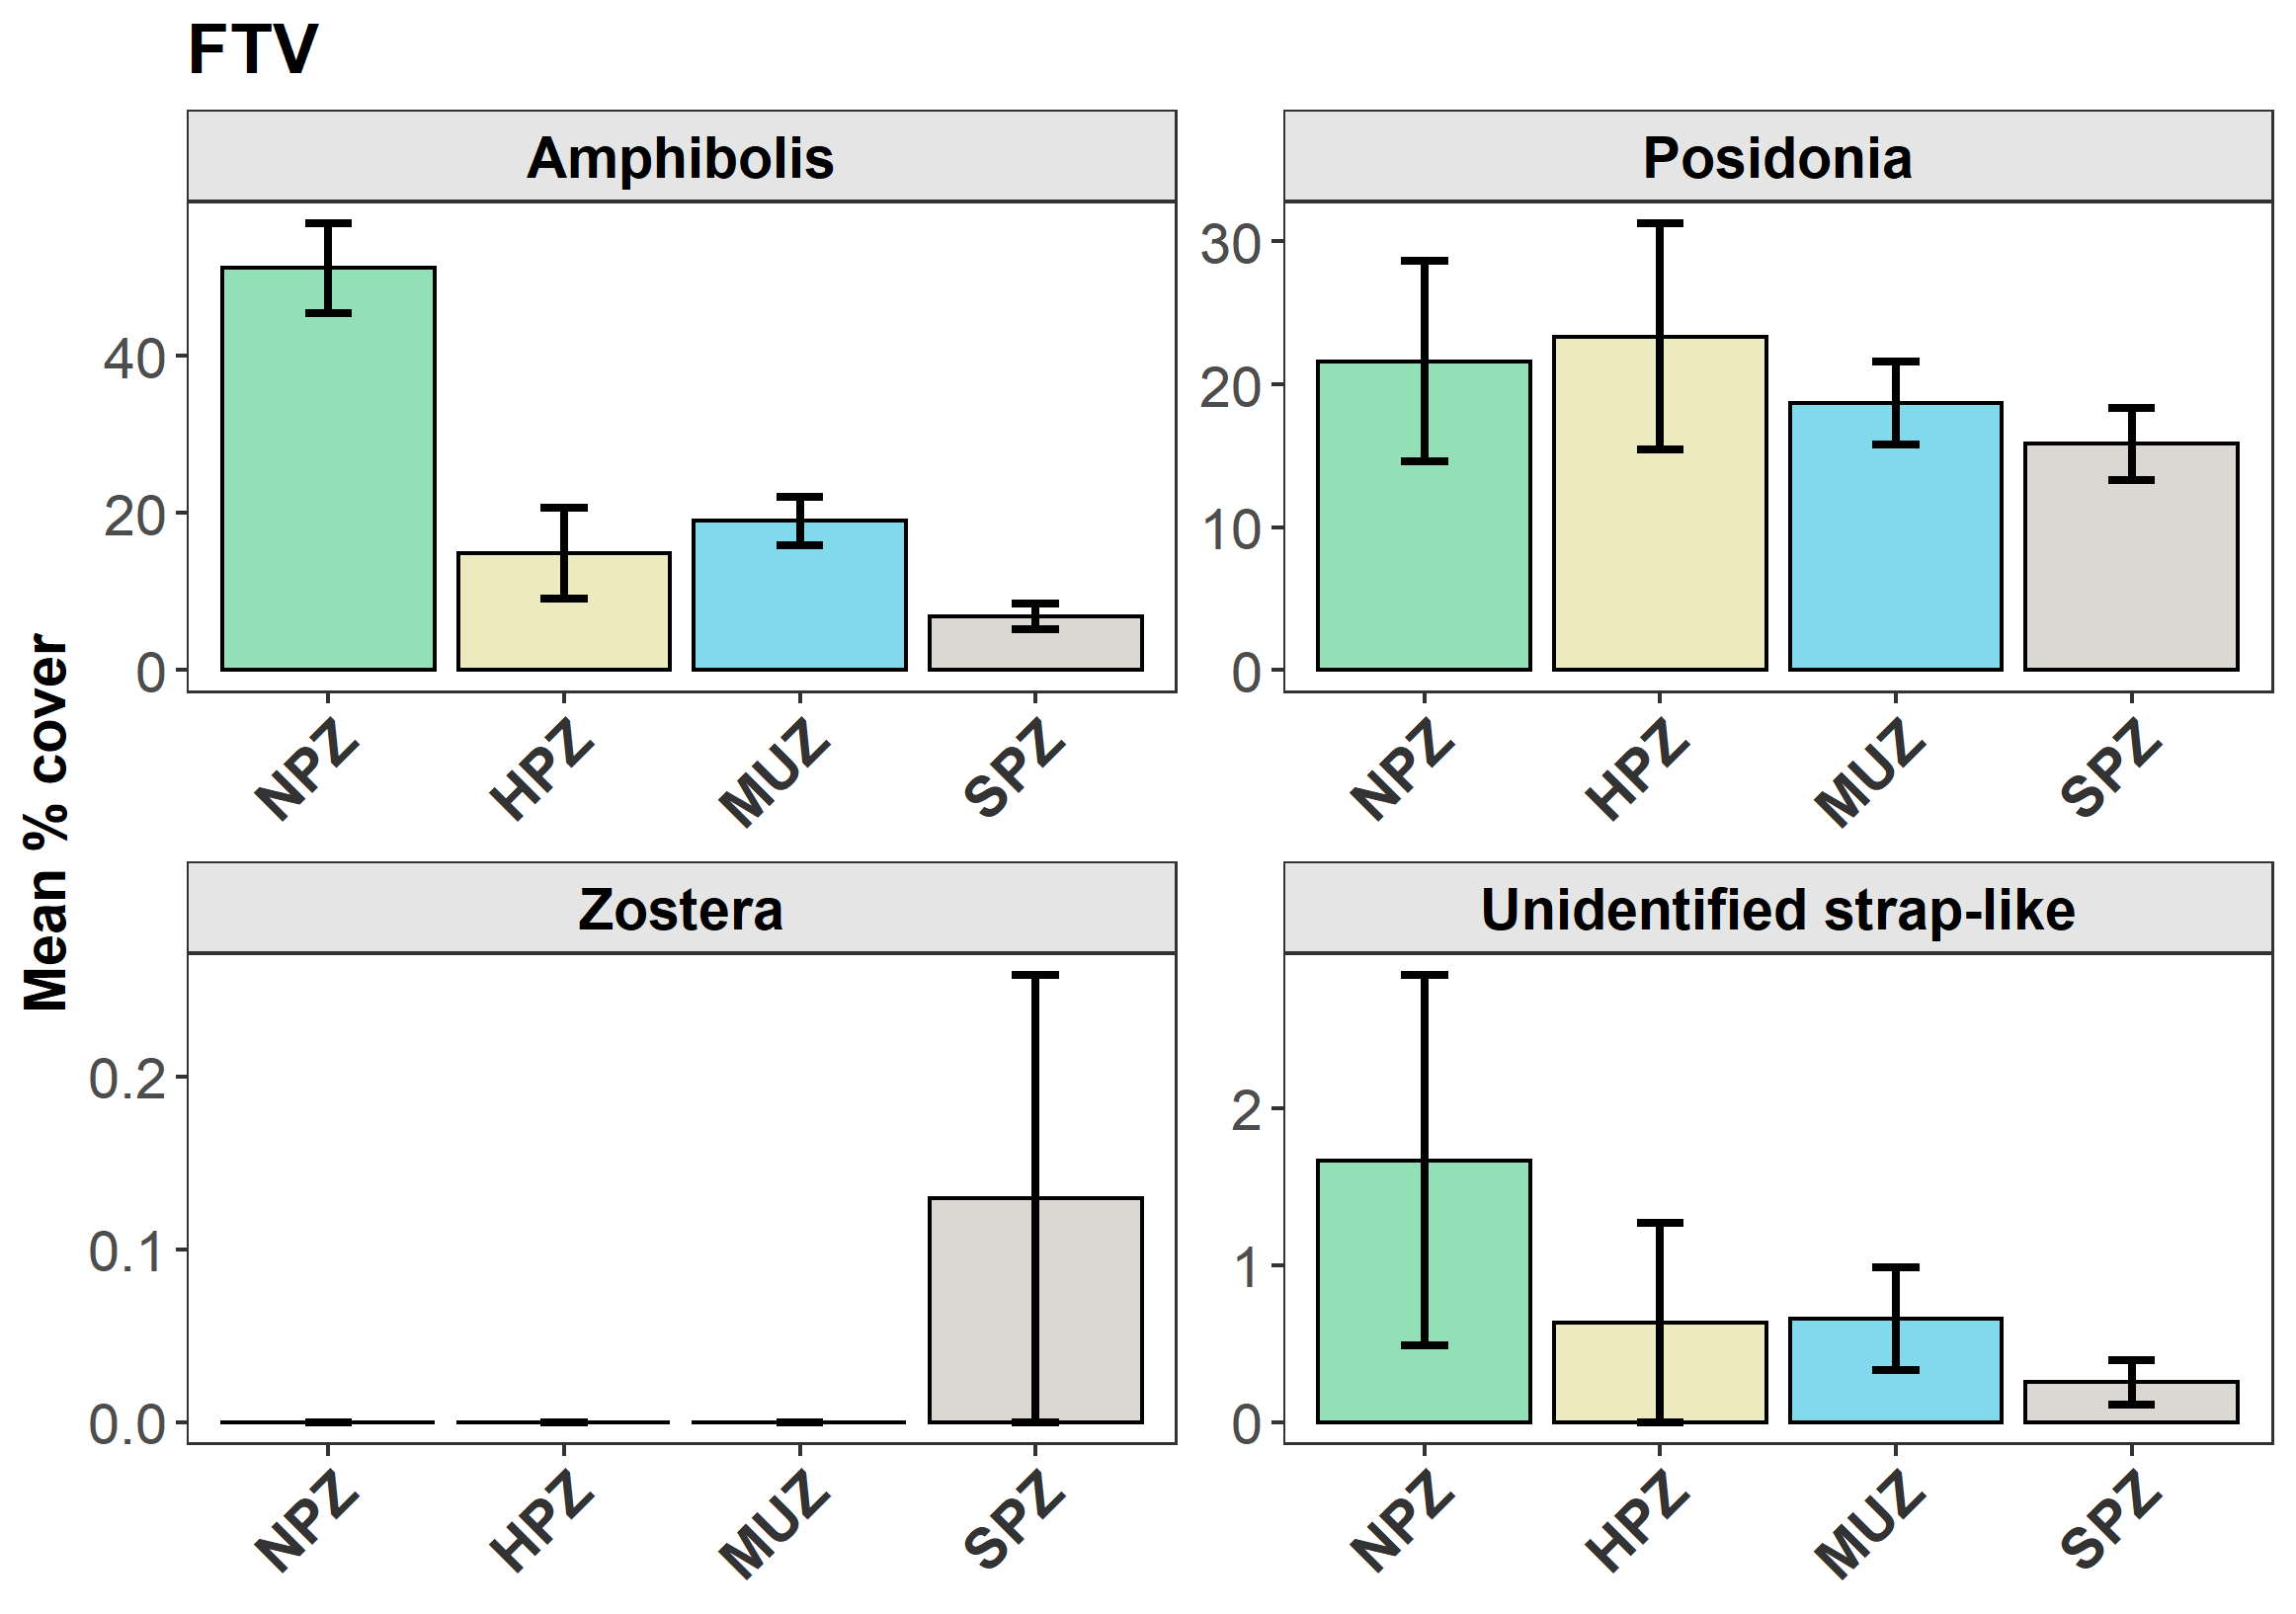 FTV
Amphibolis
Posidonia
Mean % cover
40
20
0
30
20
10
0
NPZ
HPZ
MUZ
SPZ
NPZ
HPZ
MUZ
SPZ
Zostera
Unidentified strap-like
0.2
0.1
0.0
2
1
0
NPZ
HPZ
MUZ
SPZ
NPZ
HPZ
MUZ
SPZ